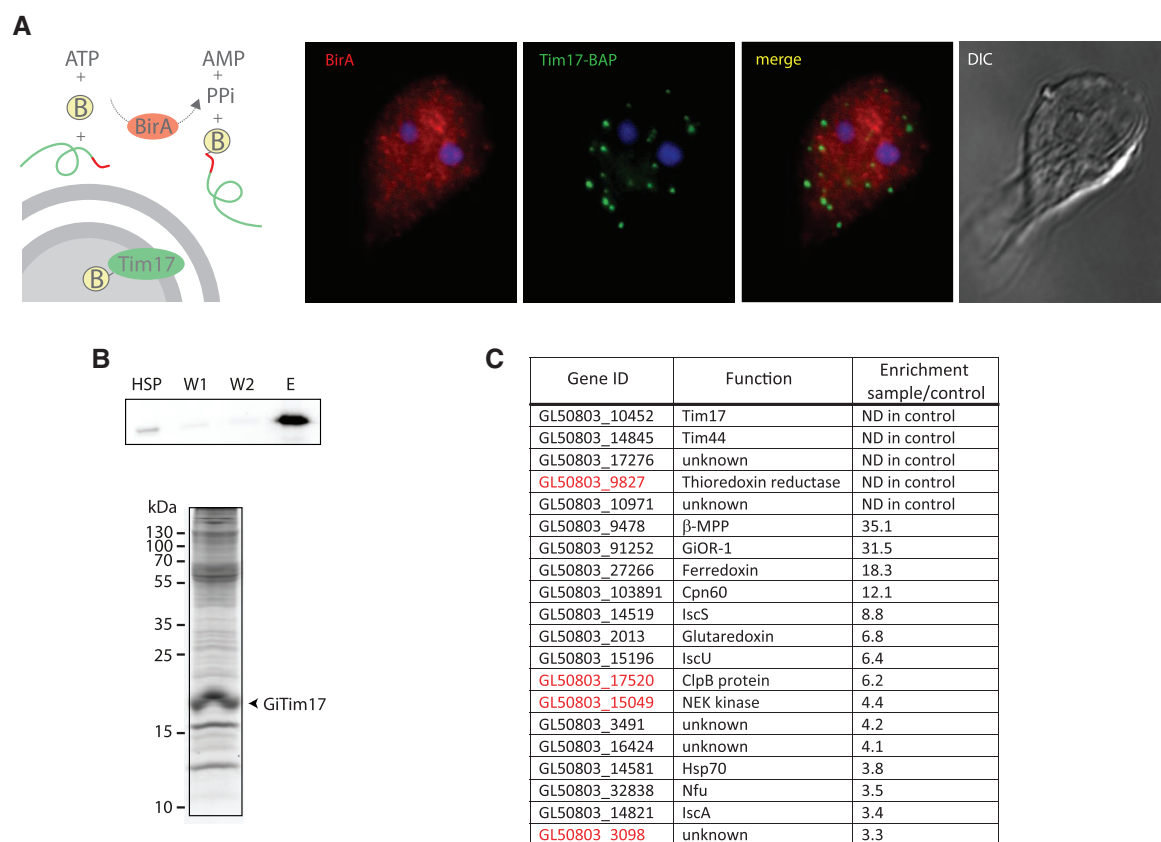 A
ATP
+
B
+
BirA
AMP
+
PPi
+
B
B
Tim17
BirA
Tim17-BAP
merge
DIC
B
HSP W1 W2 E
kDa
130
100
70
55
35
25
15
10
GiTim17
C
Gene ID Function Enrichment sample/control
GL50803_10452 Tim17 ND in control
GL50803_14845 Tim44 ND in control
GL50803_17276 unknown ND in control
GL50803_9827 Thioredoxin reductase ND in control
GL50803_10971 unknown ND in control
GL50803_9478 β-MPP 35.1
GL50803_91252 GiOR-1 31.5
GL50803_27266 Ferredoxin 18.3
GL50803_103891 Cpn60 12.1
GL50803_14519 IscS 8.8
GL50803_2013 Glutaredoxin 6.8
GL50803_15196 IscU 6.4
GL50803_17520 ClpB protein 6.2
GL50803_15049 NEK kinase 4.4
GL50803_3491 unknown 4.2
GL50803_16424 unknown 4.1
GL50803_14581 Hsp70 3.8
GL50803_32838 Nfu 3.5
GL50803_14821 IscA 3.4
GL50803_3098 unknown 3.3